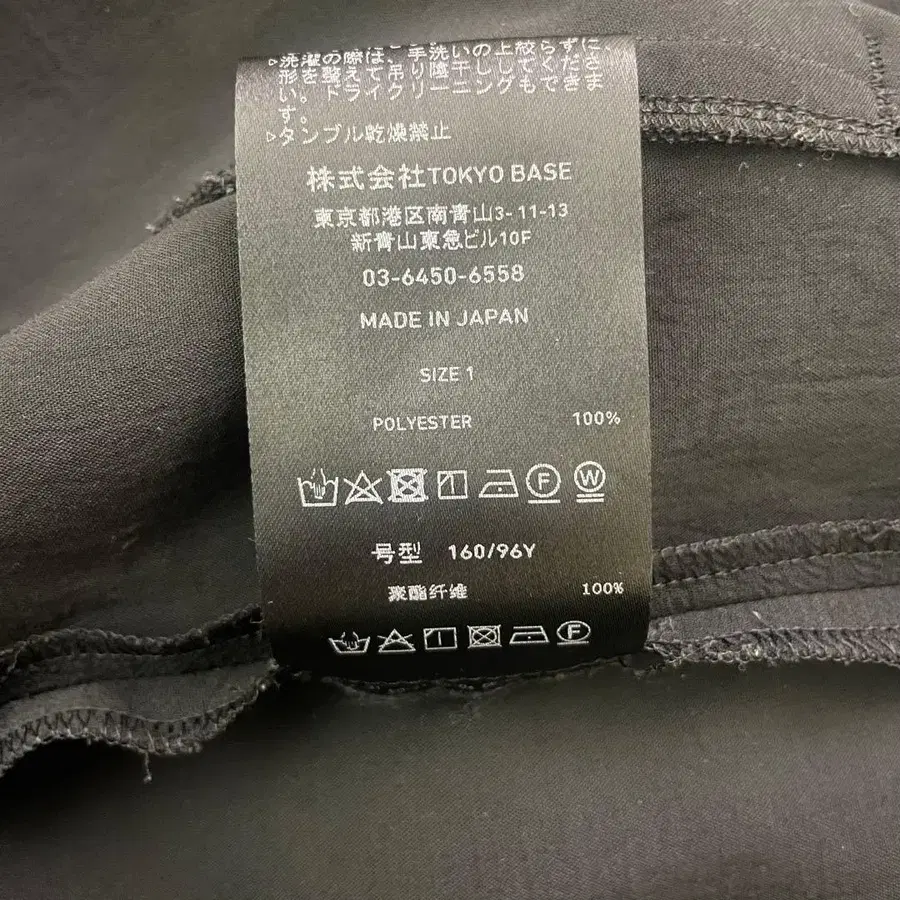 ▷洗濯の際は、手洗いの上絞らずに、
形を整えて吊り陰干ししてくださ
い。ドライクリーニングもできま
す。
▷タンブル乾燥禁止
株式会社TOKYO BASE
東京都港区南青山3-11-13
新青山東急ビル10F
03-6450-6558
MADE IN JAPAN
SIZE 1
POLYESTER 100%
F W
号型 160/96Y
聚酯纤维 100%
F